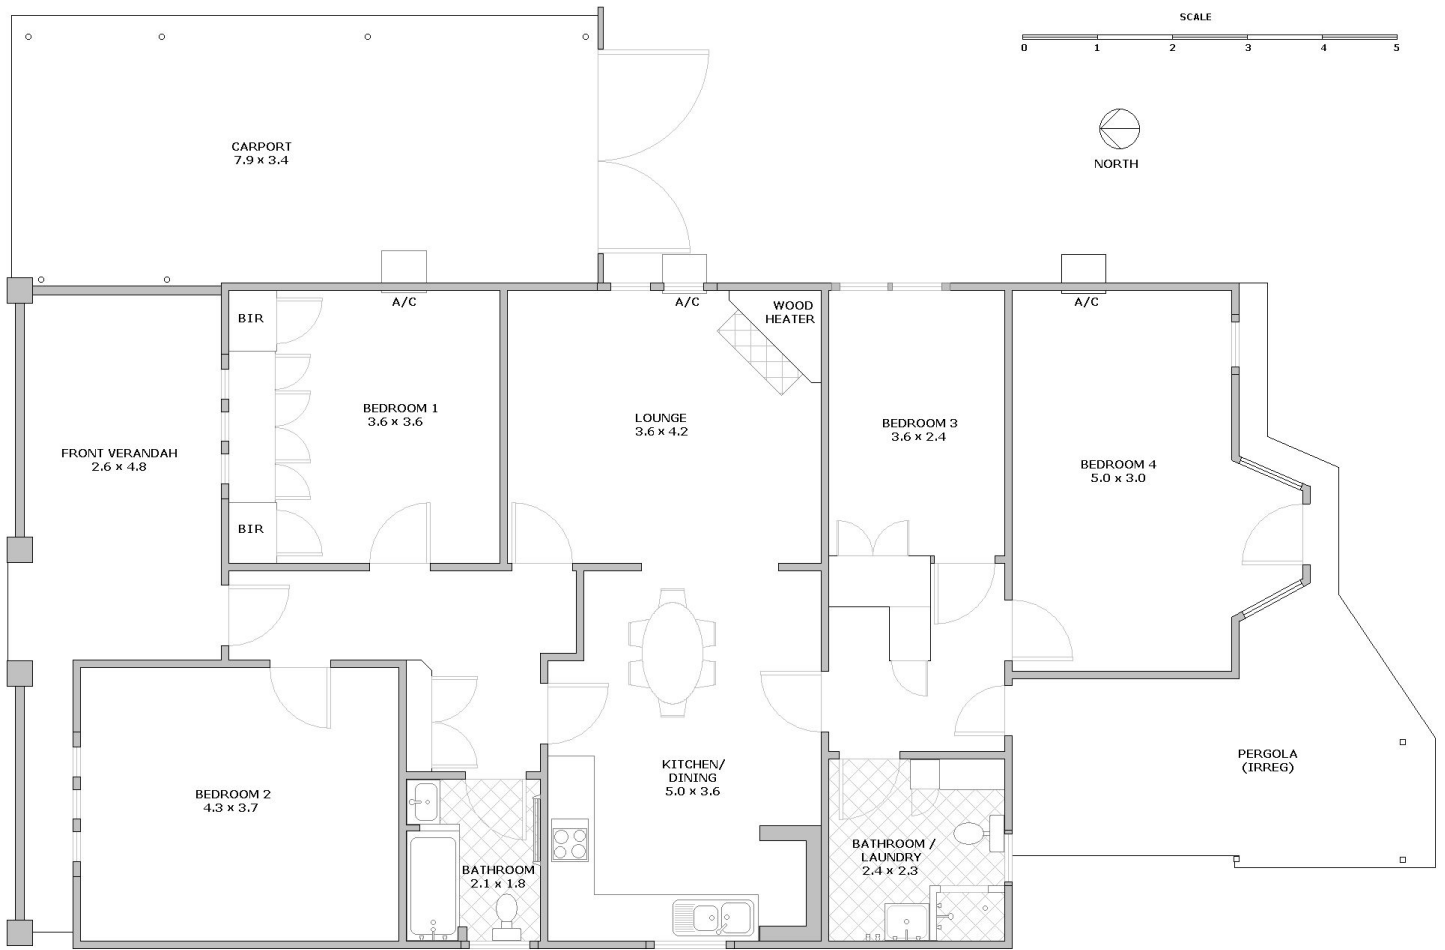 SCALE
0 1 2 3 4 5
CARPORT
7.9 x 3.4
NORTH
A/C
A/C
A/C
BIR
WOOD
HEATER
BEDROOM 1
3.6 x 3.6
LOUNGE
3.6 x 4.2
BEDROOM 3
3.6 x 2.4
FRONT VERANDAH
2.6 x 4.8
BEDROOM 4
5.0 x 3.0
BIR
KITCHEN/
DINING
5.0 x 3.6
PERGOLA
(IRREG)
BEDROOM 2
4.3 x 3.7
BATHROOM
2.1 x 1.8
BATHROOM /
LAUNDRY
2.4 x 2.3